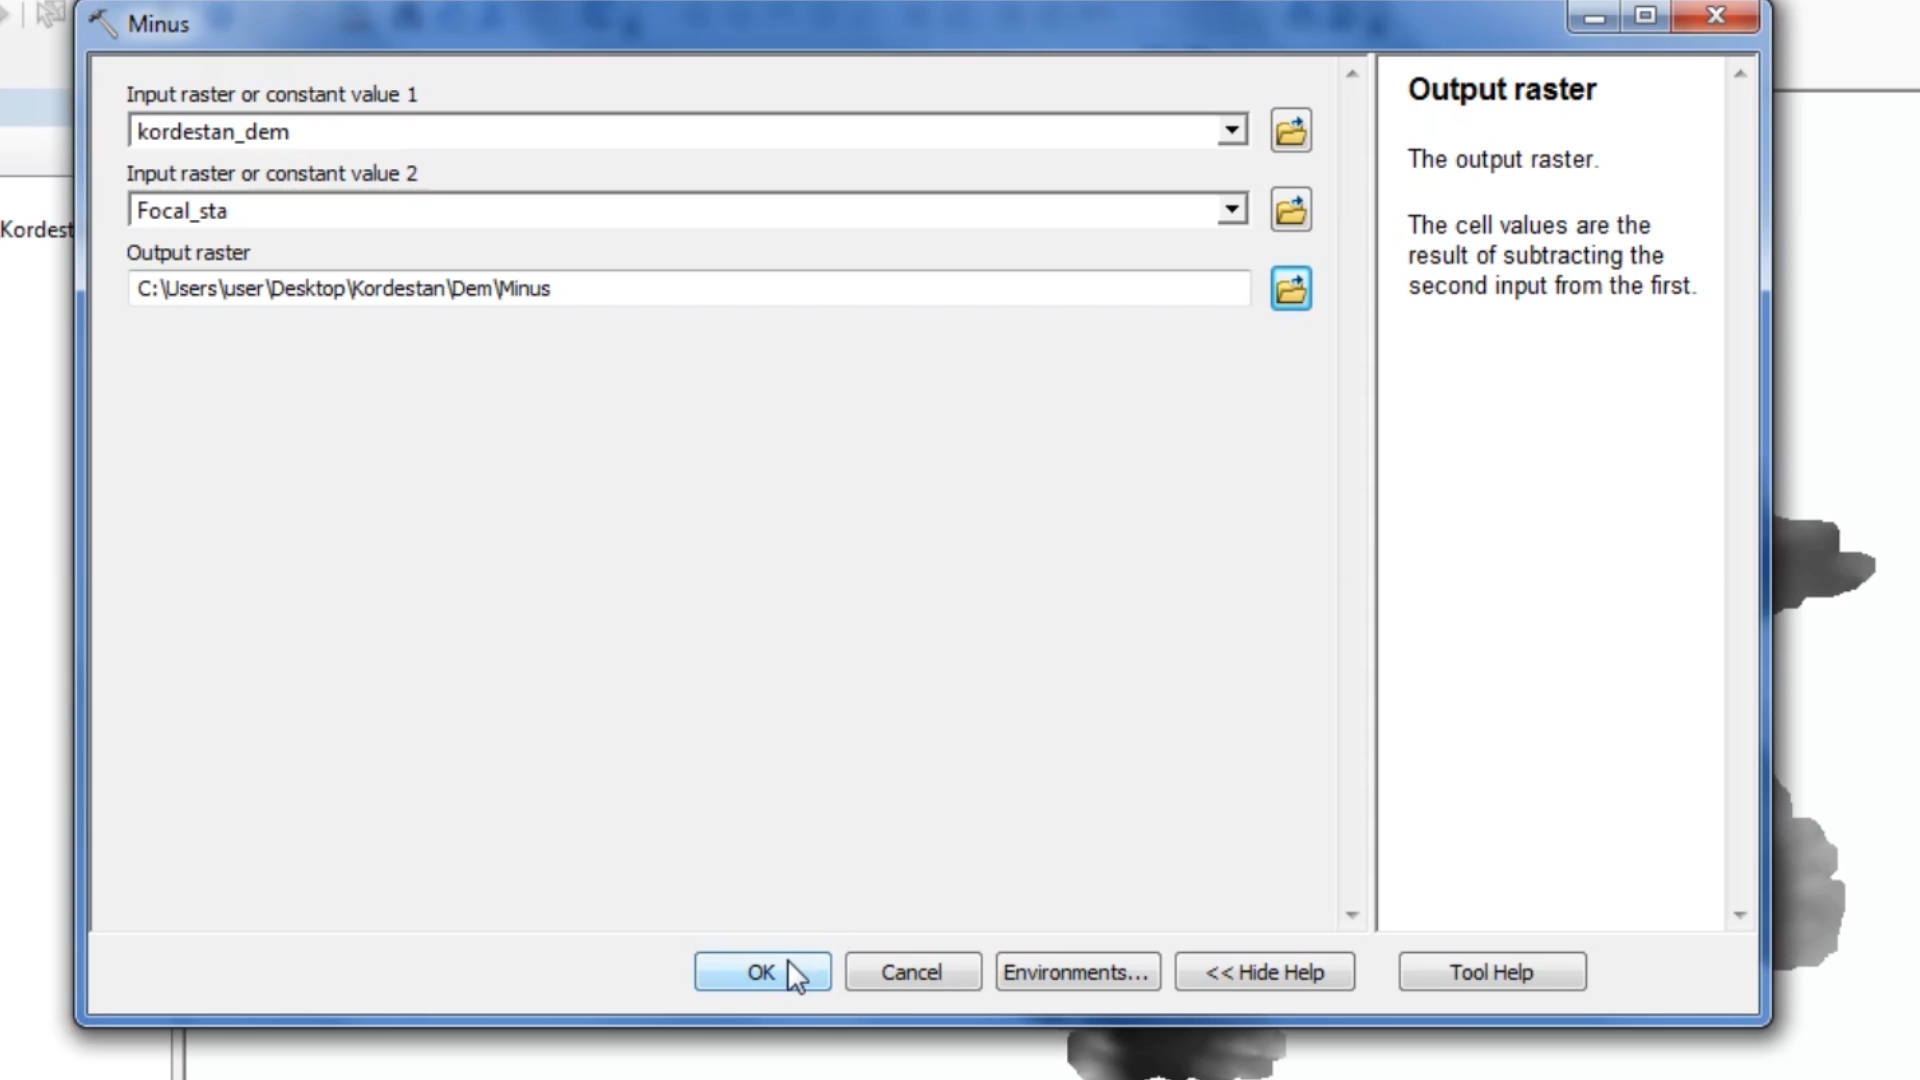 Minus
Input raster or constant value 1
kordestan_dem
Input raster or constant value 2
Focal_sta
Output raster
C:\Users\user\Desktop\Kordestan\Dem\Minus
Output raster
The output raster.
The cell values are the
result of subtracting the
second input from the first.
Kordest
OK
Cancel
Environments...
<< Hide Help
Tool Help